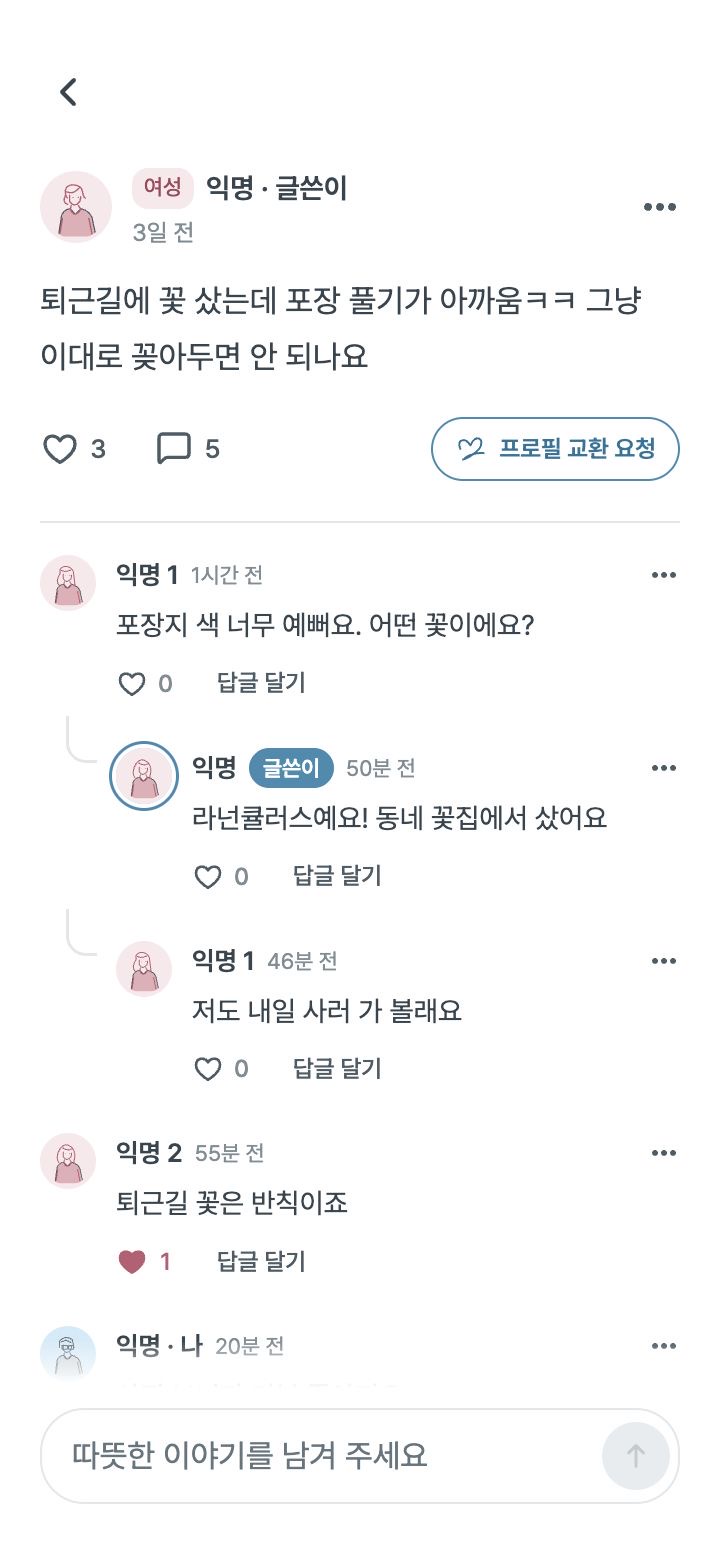 여성 익명 · 글쓴이
3일 전
퇴근길에 꽃 샀는데 포장 풀기가 아까움ㅋㅋ 그냥
이대로 꽂아두면 안 되나요
3 5 프로필 교환 요청
익명 1 1시간 전
포장지 색 너무 예뻐요. 어떤 꽃이에요?
0 답글 달기
익명 글쓴이 50분 전
라넌큘러스예요! 동네 꽃집에서 샀어요
0 답글 달기
익명 1 46분 전
저도 내일 사러 가 볼래요
0 답글 달기
익명 2 55분 전
퇴근길 꽃은 반칙이죠
1 답글 달기
익명 · 나 20분 전
따뜻한 이야기를 남겨 주세요